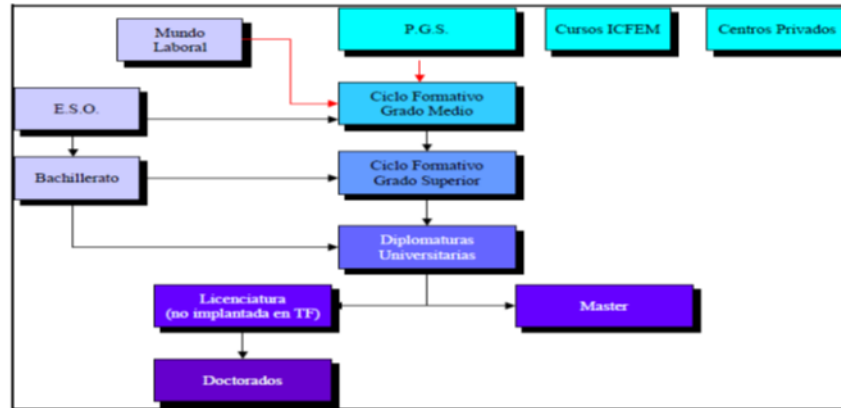 Mundo
Laboral
P.G.S.
Cursos ICFEM
Centros Privados
E.S.O.
Ciclo Formativo
Grado Medio
Bachillerato
Ciclo Formativo
Grado Superior
Diplomaturas
Universitarias
Licenciatura
(no implantada en TF)
Master
Doctorados